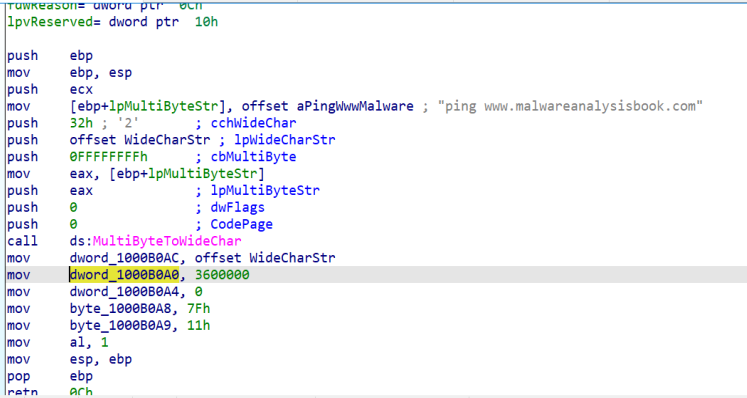 fdwReason= dword ptr  0Ch
lpvReserved= dword ptr  10h
push    ebp
mov     ebp, esp
push    ecx
mov     [ebp+lpMultiByteStr], offset aPingWwwMalware ; "ping www.malwareanalysisbook.com"
push    32h ; '2'       ; cchWideChar
push    offset WideCharStr ; lpWideCharStr
push    0FFFFFFFFh      ; cbMultiByte
mov     eax, [ebp+lpMultiByteStr]
push    eax             ; lpMultiByteStr
push    0               ; dwFlags
push    0               ; CodePage
call    ds:MultiByteToWideChar
mov     dword_1000B0AC, offset WideCharStr
mov     dword_1000B0A0, 3600000
mov     dword_1000B0A4, 0
mov     byte_1000B0A8, 7Fh
mov     byte_1000B0A9, 11h
mov     al, 1
mov     esp, ebp
pop     ebp
retn    0Ch